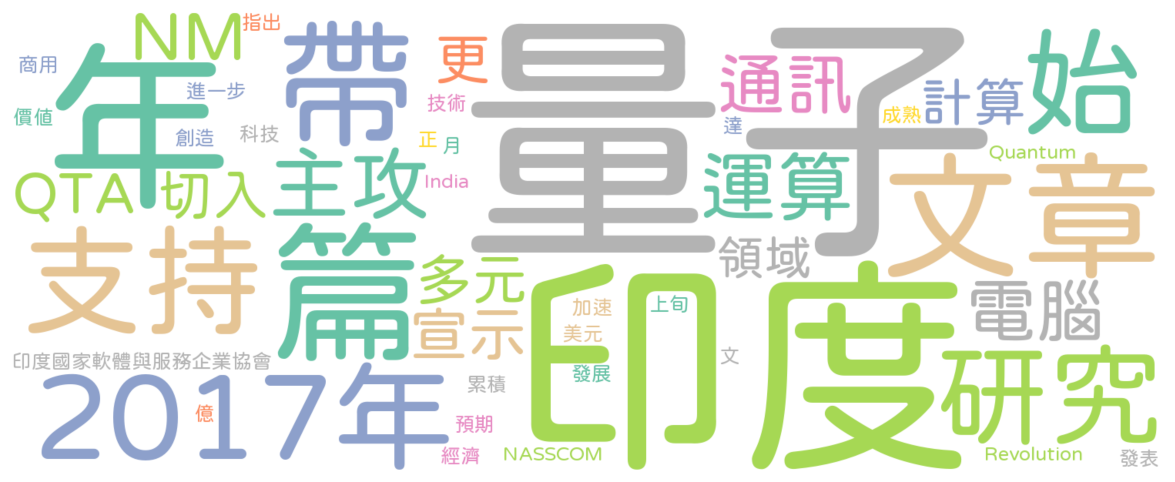 NM
指出
商用
年
帶
更
量子
通訊
始
進一步
價值
技術
成熟
計算
創造
科技
正
月
達
QTA
切入
主攻
India
運算
Quantum
文章
支持
篇
多元
領域
印度
宣示
加速
上旬
電腦
美元
印度國家軟體與服務企業協會
文
發展
研究
2017年
累積
億
預期
經濟
NASSCOM
Revolution
發表